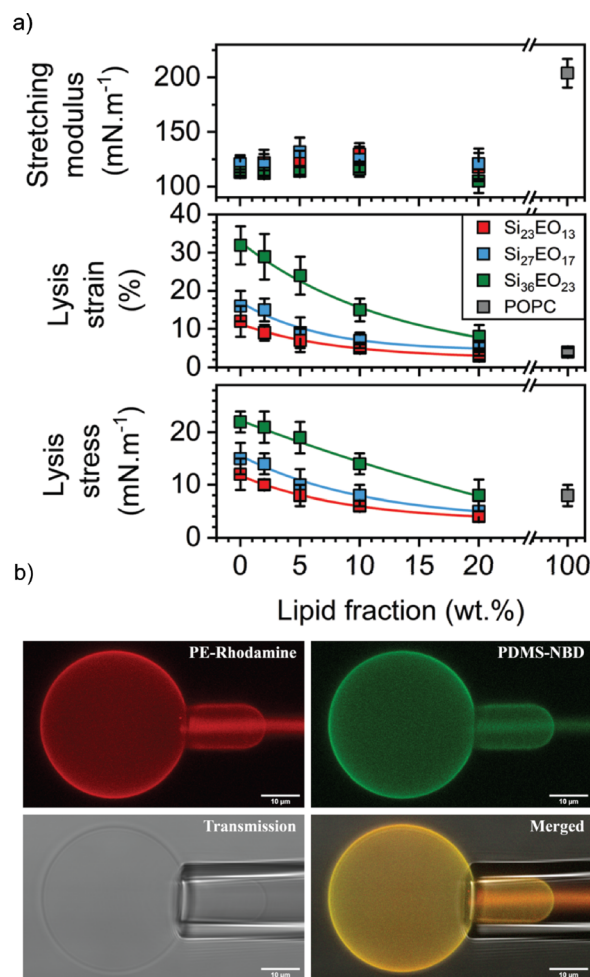 a)
Stretching
modulus
(mN.m⁻¹)
200
150
100
Lysis
strain
(%)
40
30
20
10
0
Si₂₃EO₁₃
Si₂₇EO₁₇
Si₃₆EO₂₃
POPC
Lysis
stress
(mN.m⁻¹)
20
10
0
0 5 10 15 20 100
Lipid fraction (wt.%)
b)
PE-Rhodamine
10 µm
PDMS-NBD
10 µm
Transmission
10 µm
Merged
10 µm